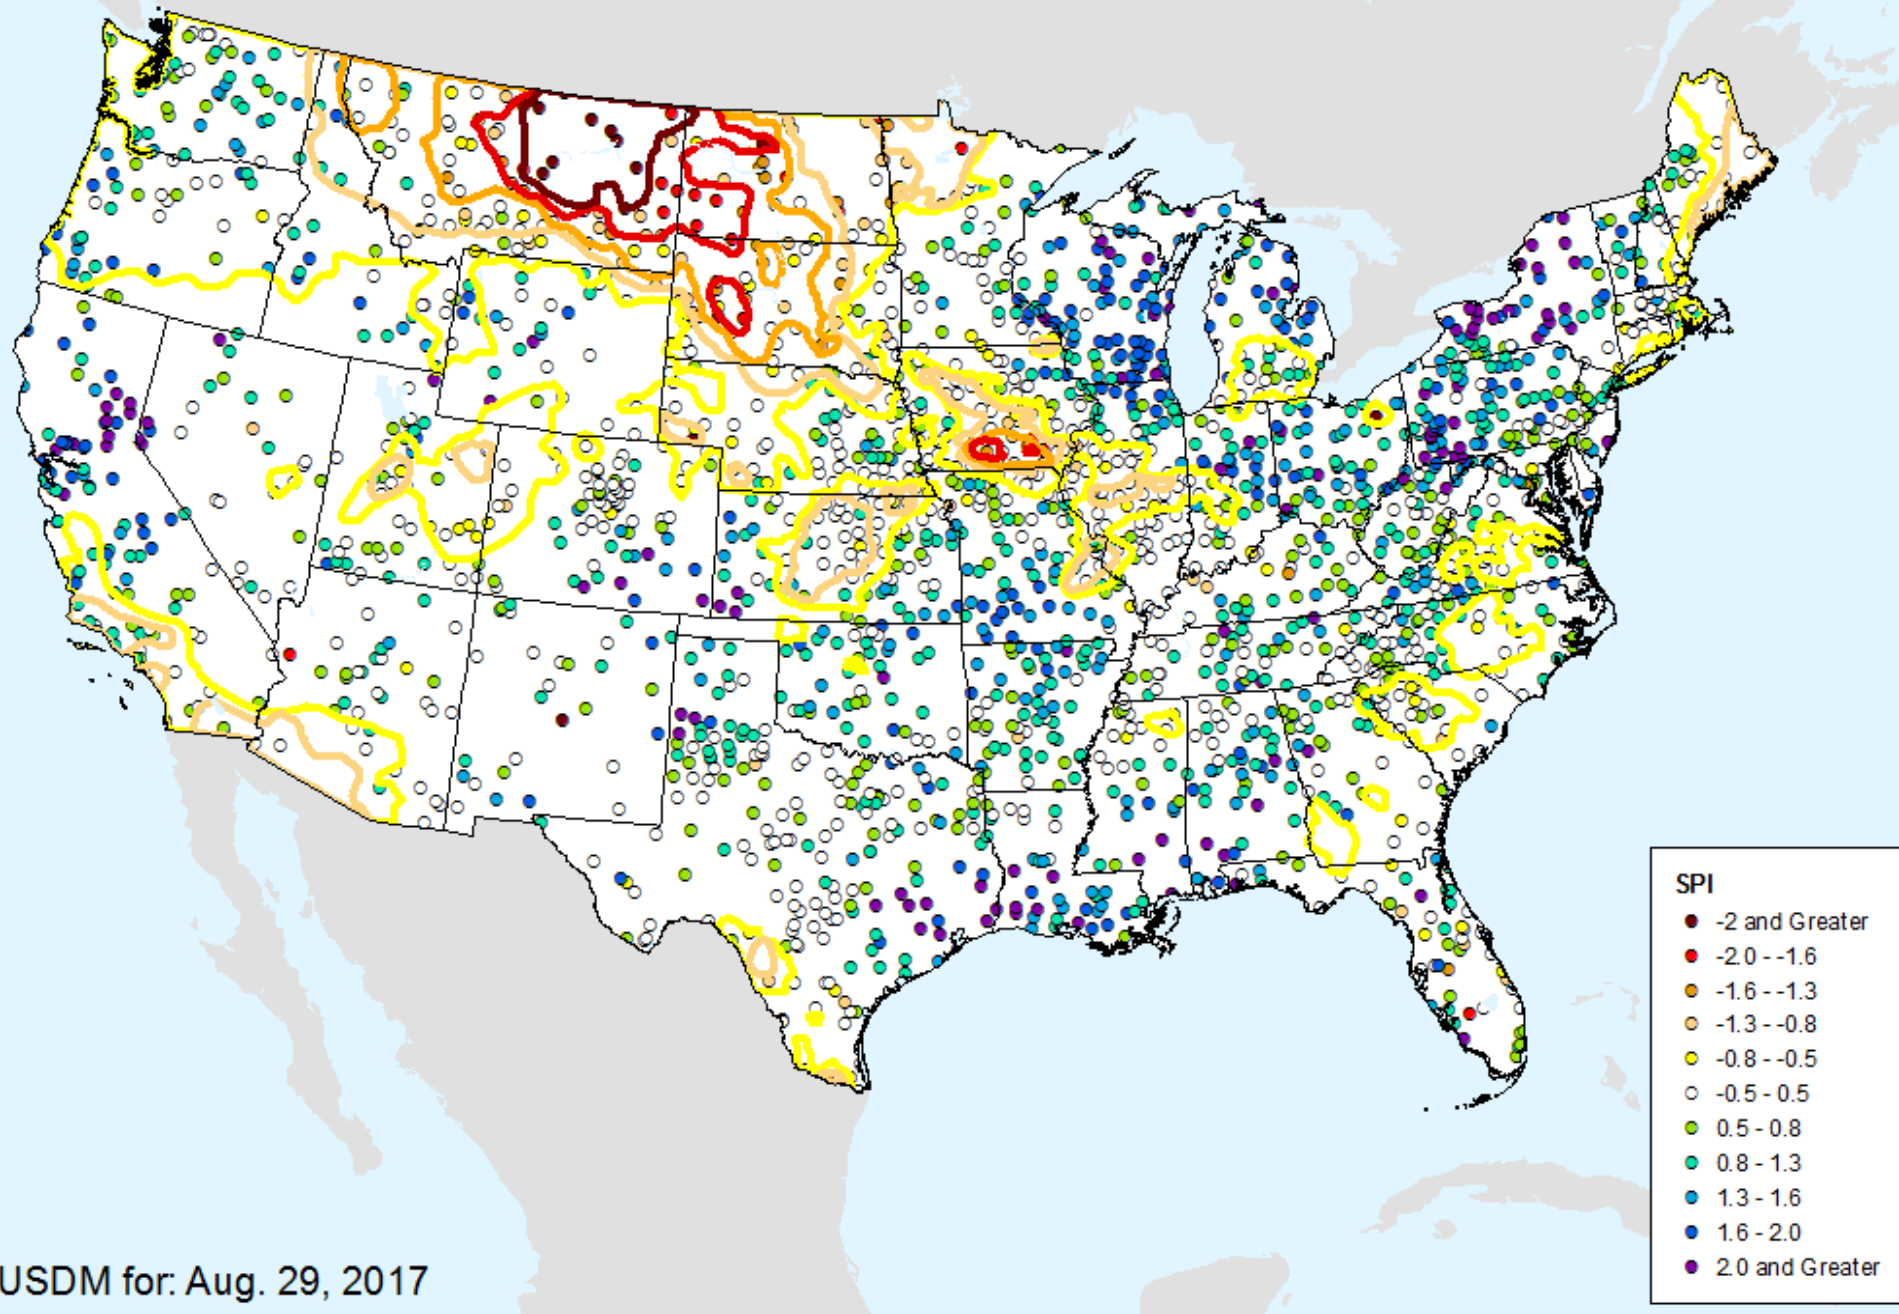 SPI
-2 and Greater
-2.0 - -1.6
-1.6 - -1.3
-1.3 - -0.8
-0.8 - -0.5
-0.5 - 0.5
0.5 - 0.8
0.8 - 1.3
1.3 - 1.6
1.6 - 2.0
2.0 and Greater
USDM for: Aug. 29, 2017